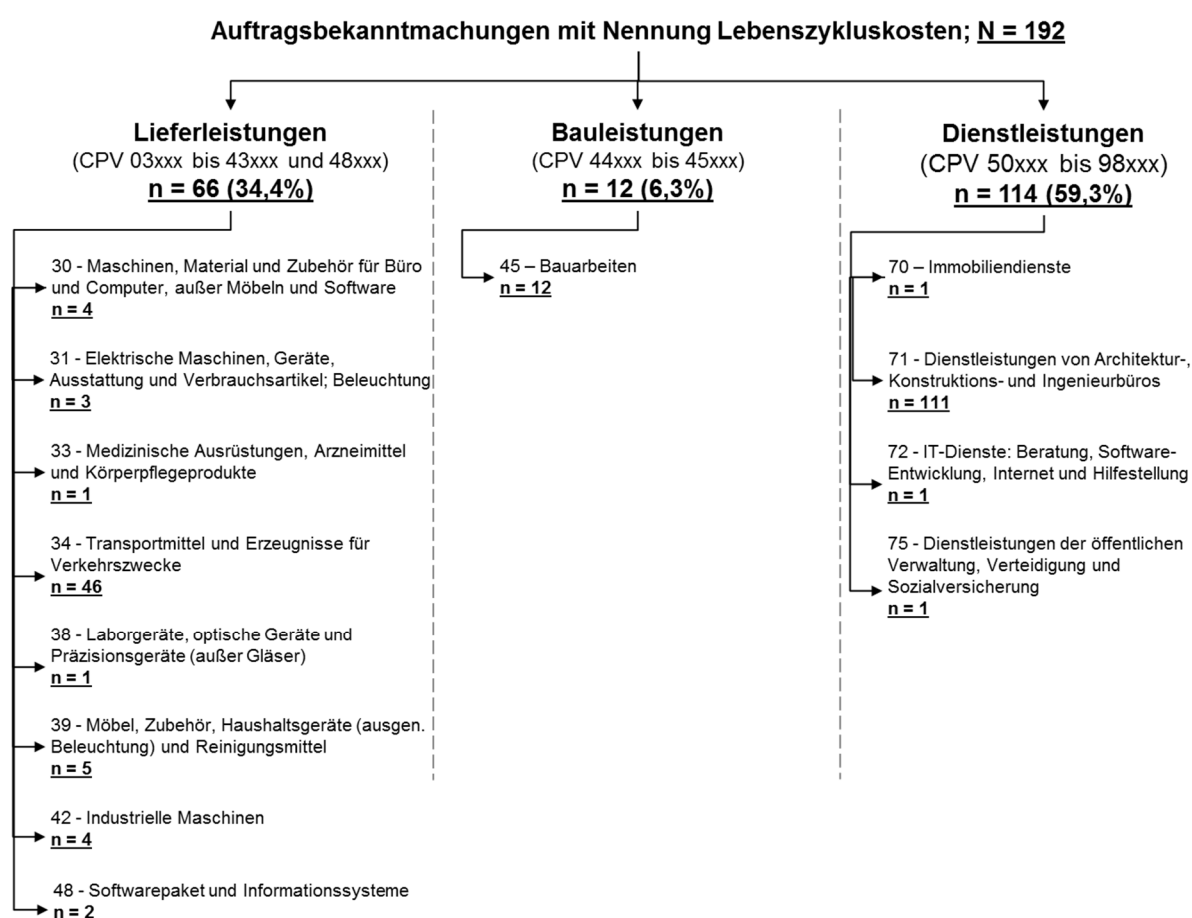 Auftragsbekanntmachungen mit Nennung Lebenszykluskosten; N = 192
Lieferleistungen
(CPV 03xxx bis 43xxx und 48xxx)
n = 66 (34,4%)
30 - Maschinen, Material und Zubehör für Büro
und Computer, außer Möbeln und Software
n = 4
31 - Elektrische Maschinen, Geräte,
Ausstattung und Verbrauchsartikel; Beleuchtung
n = 3
33 - Medizinische Ausrüstungen, Arzneimittel
und Körperpflegeprodukte
n = 1
34 - Transportmittel und Erzeugnisse für
Verkehrszwecke
n = 46
38 - Laborgeräte, optische Geräte und
Präzisionsgeräte (außer Gläser)
n = 1
39 - Möbel, Zubehör, Haushaltsgeräte (ausgen.
Beleuchtung) und Reinigungsmittel
n = 5
42 - Industrielle Maschinen
n = 4
48 - Softwarepaket und Informationssysteme
n = 2
Bauleistungen
(CPV 44xxx bis 45xxx)
n = 12 (6,3%)
45 – Bauarbeiten
n = 12
Dienstleistungen
(CPV 50xxx bis 98xxx)
n = 114 (59,3%)
70 – Immobiliendienste
n = 1
71 - Dienstleistungen von Architektur-,
Konstruktions- und Ingenieurbüros
n = 111
72 - IT-Dienste: Beratung, Software-
Entwicklung, Internet und Hilfestellung
n = 1
75 - Dienstleistungen der öffentlichen
Verwaltung, Verteidigung und
Sozialversicherung
n = 1